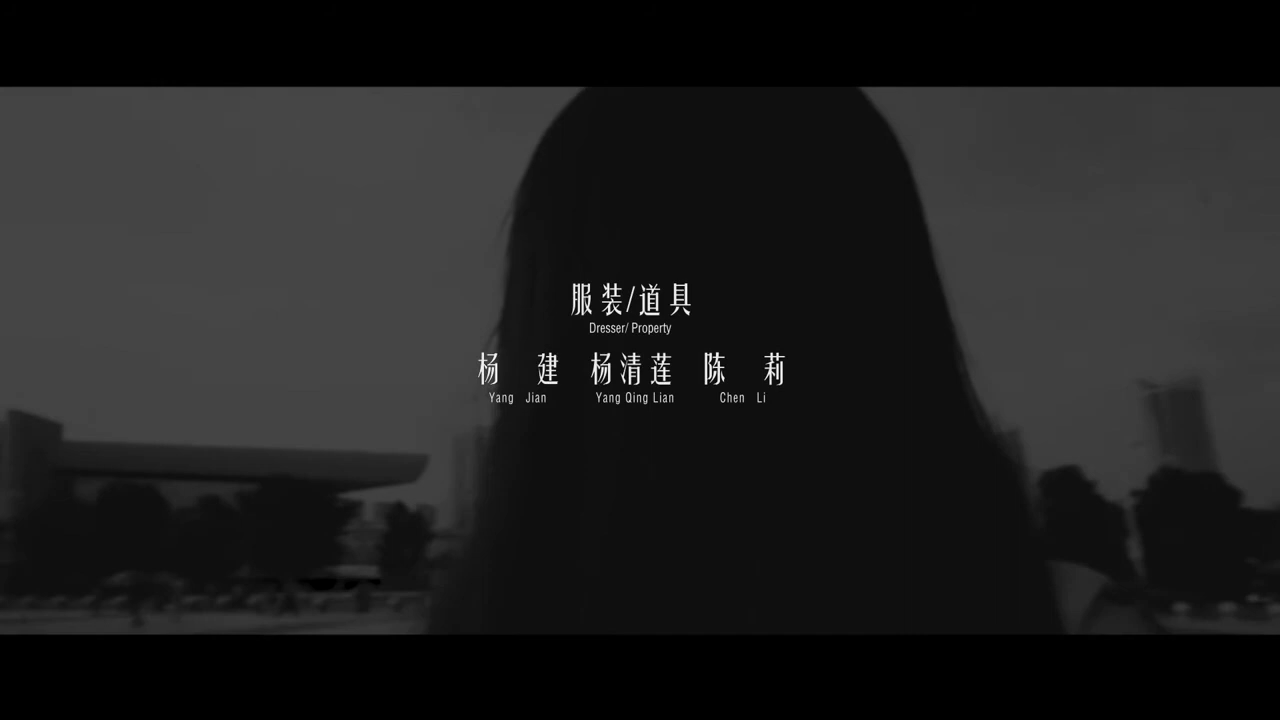 服装/道具
Dresser/ Property
杨 建 杨清莲 陈 莉
Yang Jian Yang Qing Lian Chen Li